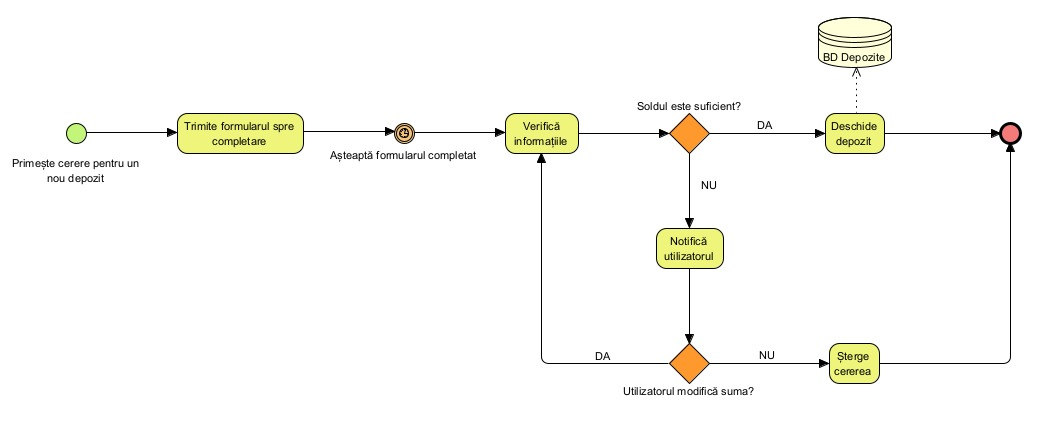 BD Depozite
Soldul este suficient?
Trimite formularul spre
completare
Verifică
informațiile
DA
Deschide
depozit
Primește cerere pentru un
nou depozit
Așteaptă formularul completat
NU
Notifică
utilizatorul
DA
NU
Șterge
cererea
Utilizatorul modifică suma?